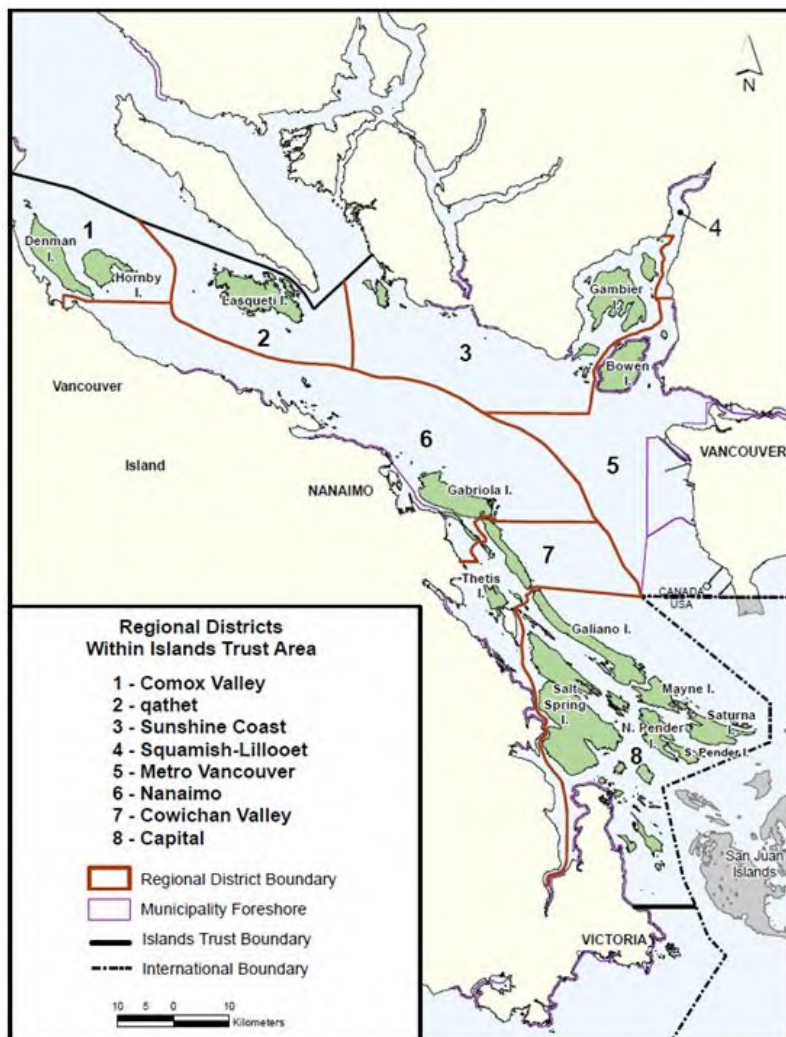 N
4
1
Denman
I.
Hornby
I.
Lasqueti I.
2
3
Gambier
I.
Bowen
I.
Vancouver
Island
6
5
VANCOUVER
NANAIMO
Gabriola I.
7
Thetis
I.
CANADA
USA
Galiano I.
Mayne I.
Salt
Spring
I.
Saturna
I.
N. Pender
I.
S. Pender I.
8
San Juan
Islands
VICTORIA
Regional Districts
Within Islands Trust Area
1 - Comox Valley
2 - qathet
3 - Sunshine Coast
4 - Squamish-Lillooet
5 - Metro Vancouver
6 - Nanaimo
7 - Cowichan Valley
8 - Capital
Regional District Boundary
Municipality Foreshore
Islands Trust Boundary
International Boundary
10 5 0 10
Kilometers